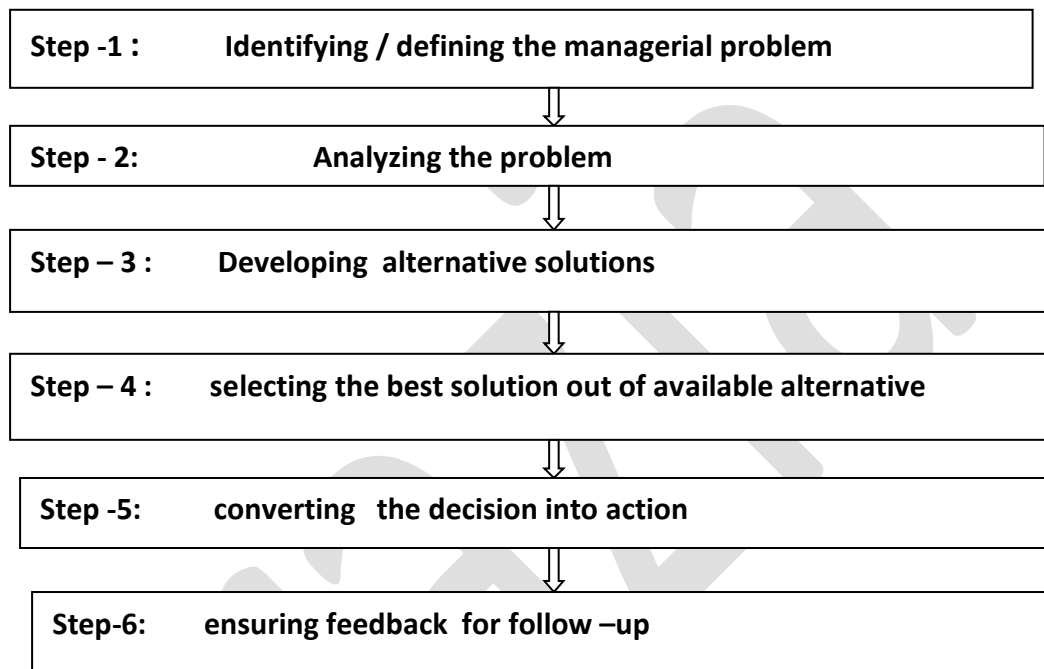 Step -1 : Identifying / defining the managerial problem
Step - 2: Analyzing the problem
Step – 3 : Developing alternative solutions
Step – 4 : selecting the best solution out of available alternative
Step -5: converting the decision into action
Step-6: ensuring feedback for follow –up